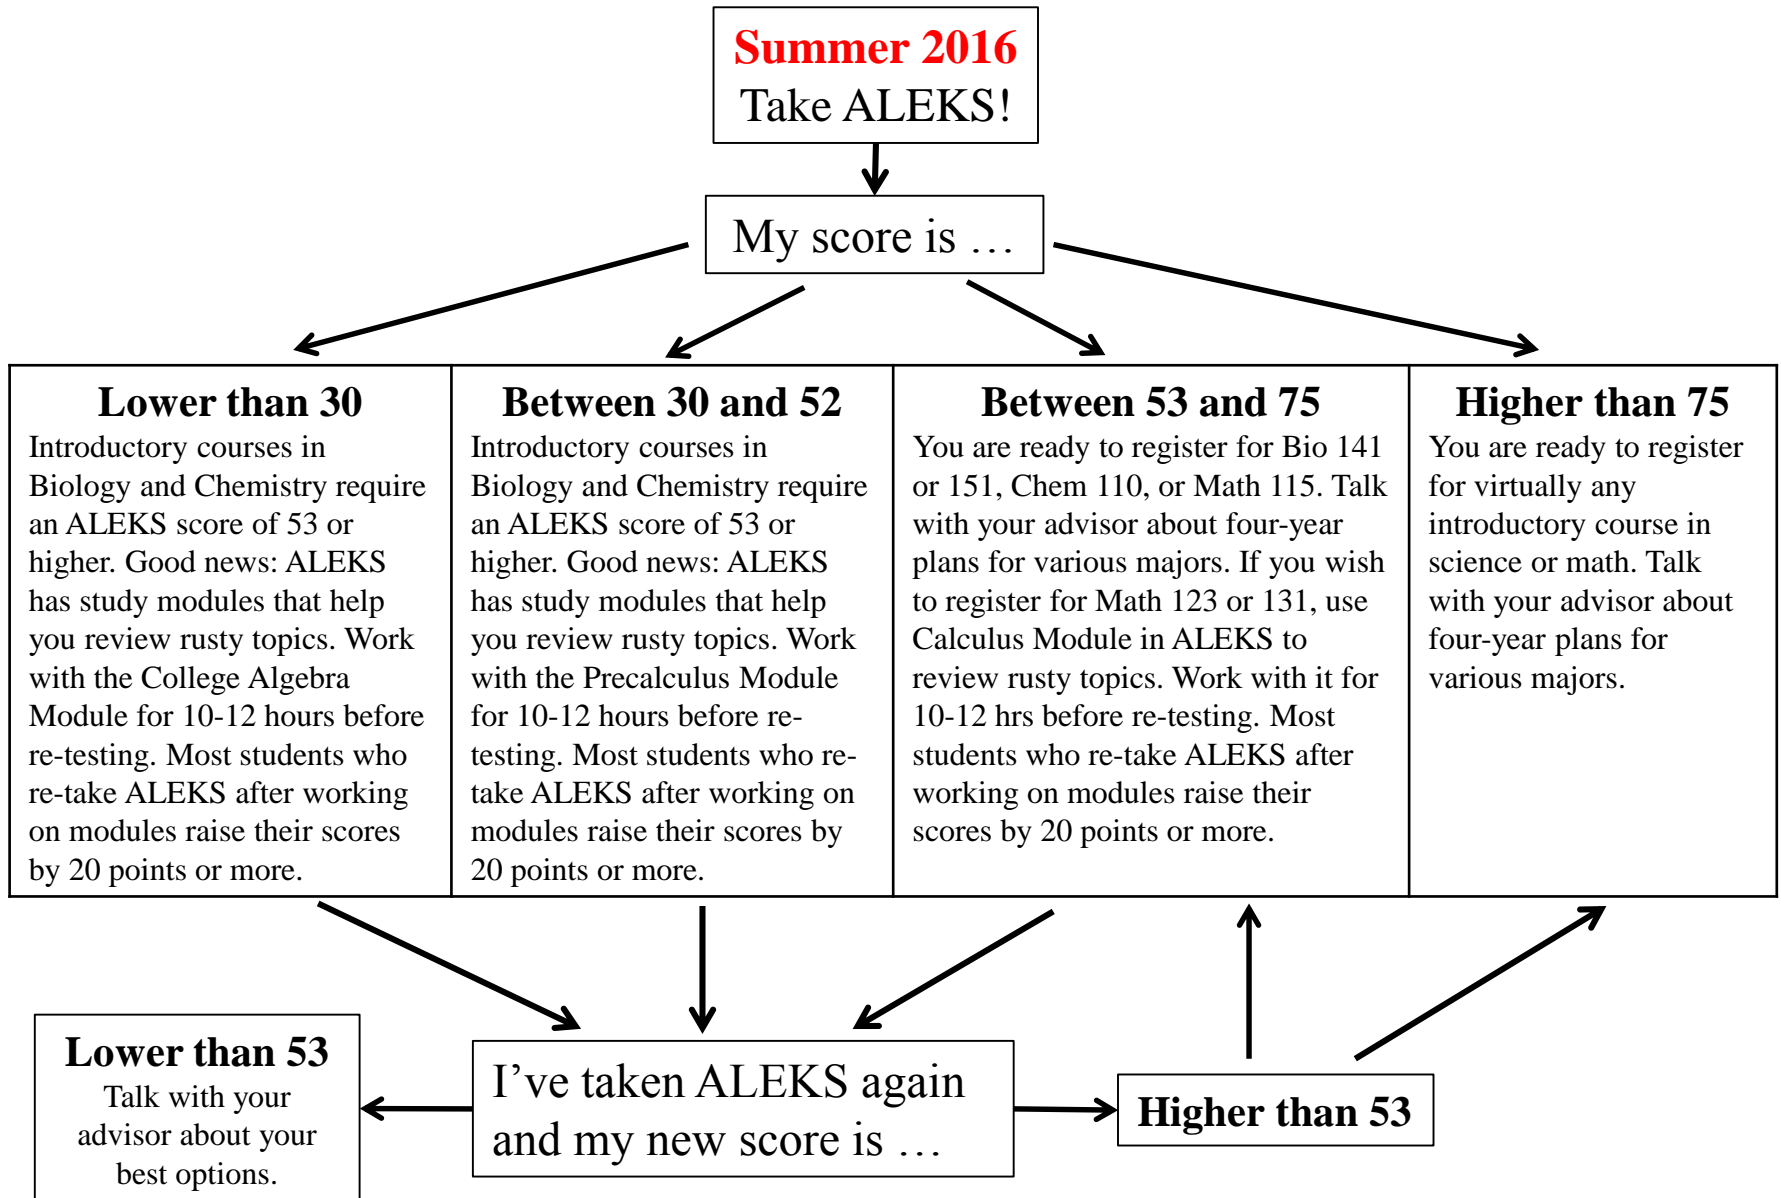 Summer 2016
Take ALEKS!
My score is …
Lower than 30
Introductory courses in
Biology and Chemistry require
an ALEKS score of 53 or
higher. Good news: ALEKS
has study modules that help
you review rusty topics. Work
with the College Algebra
Module for 10-12 hours before
re-testing. Most students who
re-take ALEKS after working
on modules raise their scores
by 20 points or more.
Between 30 and 52
Introductory courses in
Biology and Chemistry require
an ALEKS score of 53 or
higher. Good news: ALEKS
has study modules that help
you review rusty topics. Work
with the Precalculus Module
for 10-12 hours before re-
testing. Most students who re-
take ALEKS after working on
modules raise their scores by
20 points or more.
Between 53 and 75
You are ready to register for Bio 141
or 151, Chem 110, or Math 115. Talk
with your advisor about four-year
plans for various majors. If you wish
to register for Math 123 or 131, use
Calculus Module in ALEKS to
review rusty topics. Work with it for
10-12 hrs before re-testing. Most
students who re-take ALEKS after
working on modules raise their
scores by 20 points or more.
Higher than 75
You are ready to register
for virtually any
introductory course in
science or math. Talk
with your advisor about
four-year plans for
various majors.
Lower than 53
Talk with your
advisor about your
best options.
I’ve taken ALEKS again
and my new score is …
Higher than 53